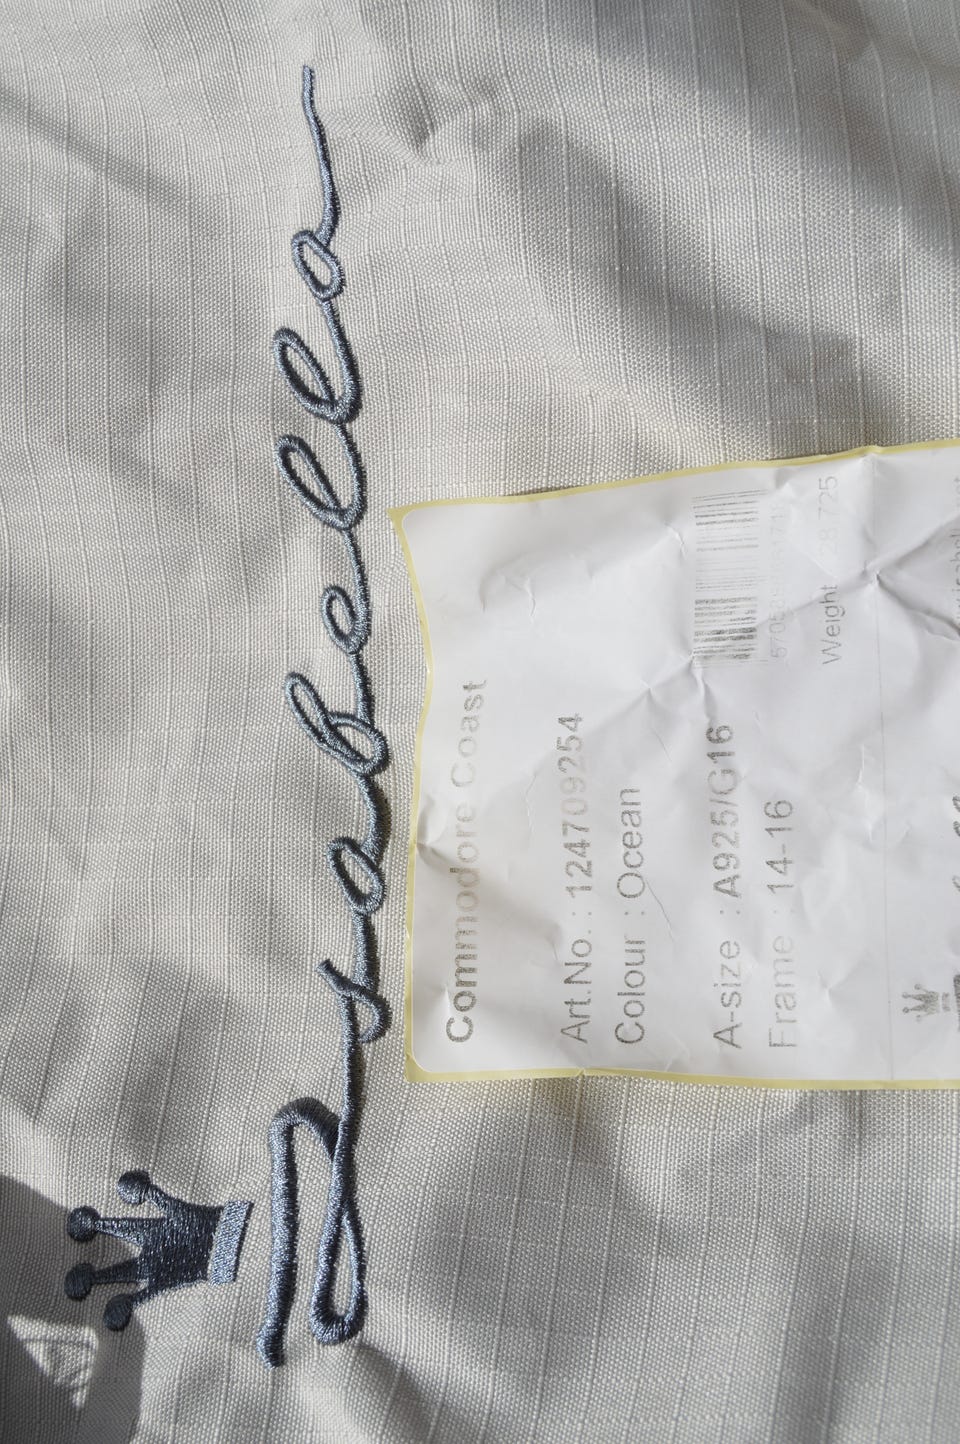 Isabella
Commodore Coast
Art.No. : 124709254
Colour : Ocean
A-size : A925/G16
Frame : 14-16
Weight